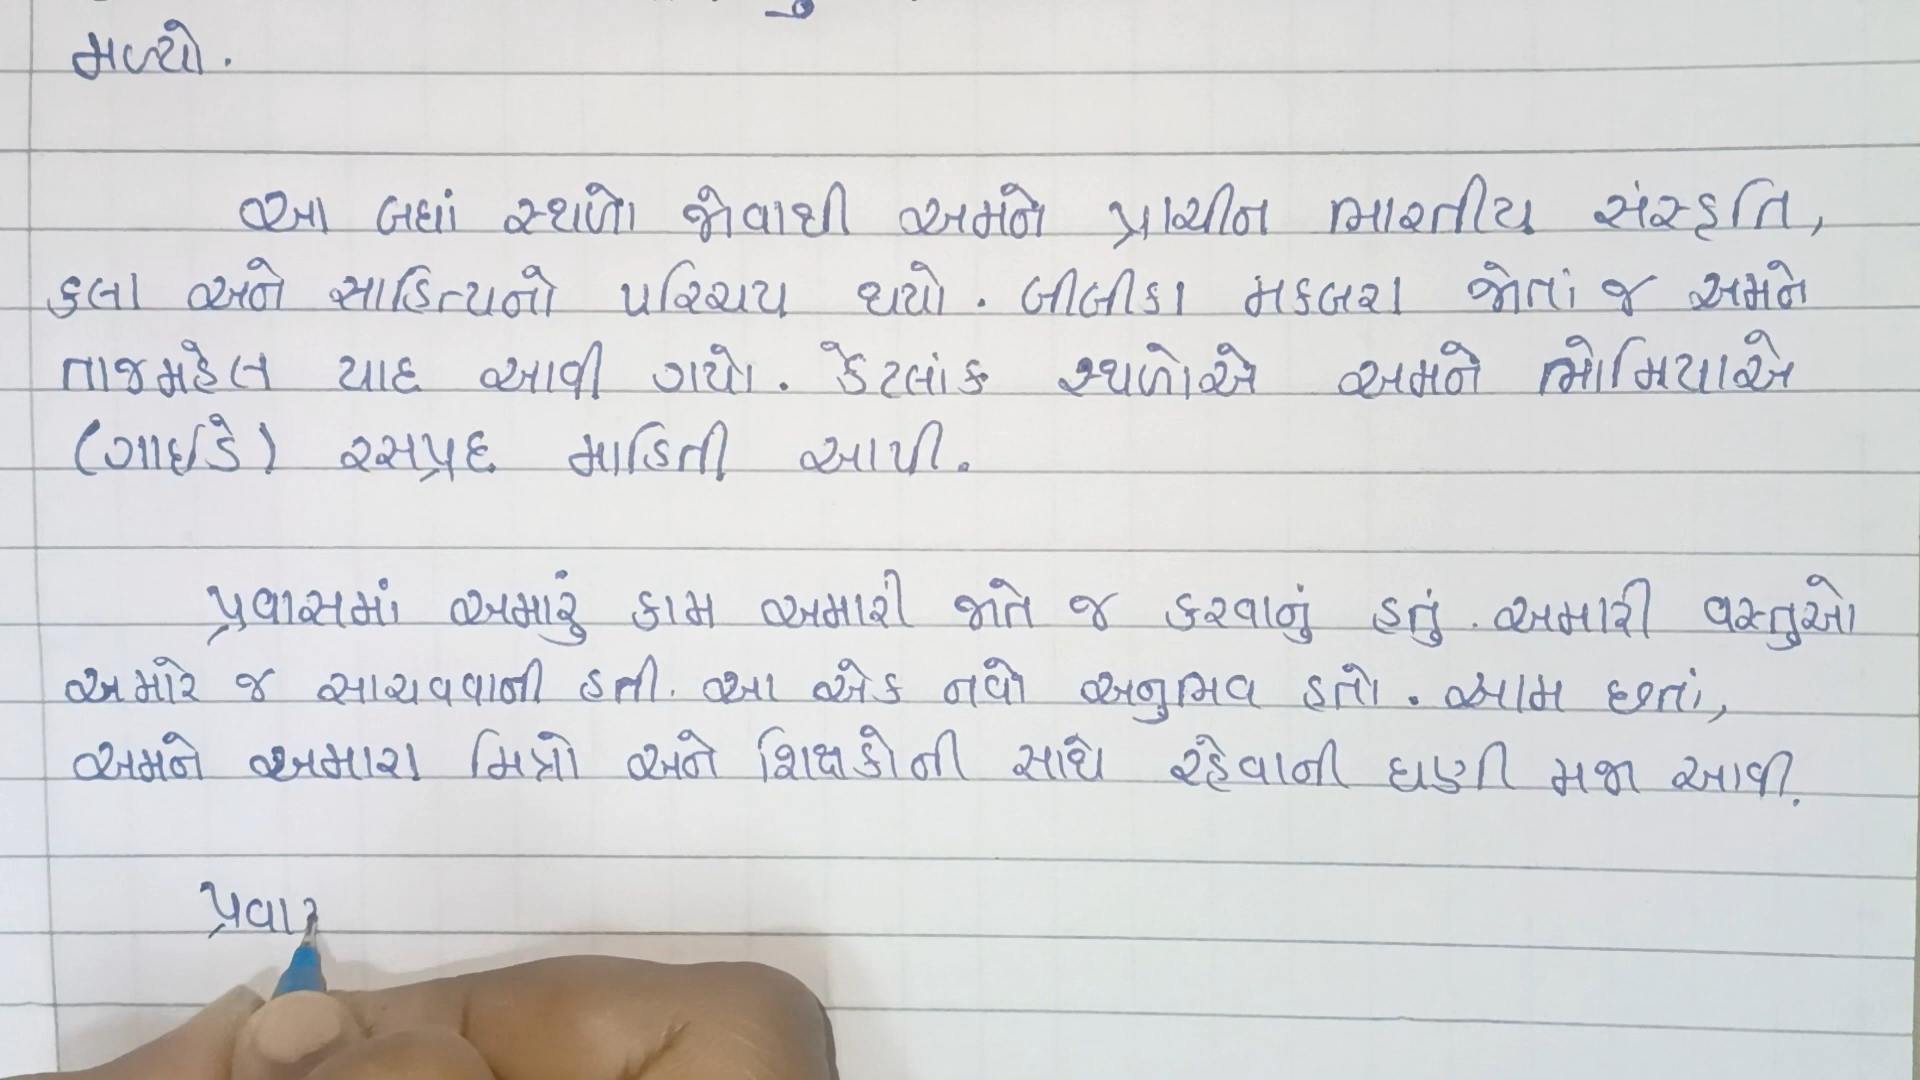 મળ્યો.
આ બધાં સ્થળો જોવાથી અમને પ્રાચીન ભારતીય સંસ્કૃતિ,
કલા અને સાહિત્યનો પરિચય થયો. બીબીકા મકબરા જોતાં જ અમને
તાજમહેલ યાદ આવી ગયો. કેટલાંક સ્થળોએ અમને ભોમિયાએ
(ગાઈડે) રસપ્રદ માહિતી આપી.
પ્રવાસમાં અમારું કામ અમારી જાતે જ કરવાનું હતું. અમારી વસ્તુઓ
અમારે જ સાચવવાની હતી. આ એક નવો અનુભવ હતો. આમ છતાં,
અમને અમારા મિત્રો અને શિક્ષકોની સાથે રહેવાની ઘણી મજા આવી.